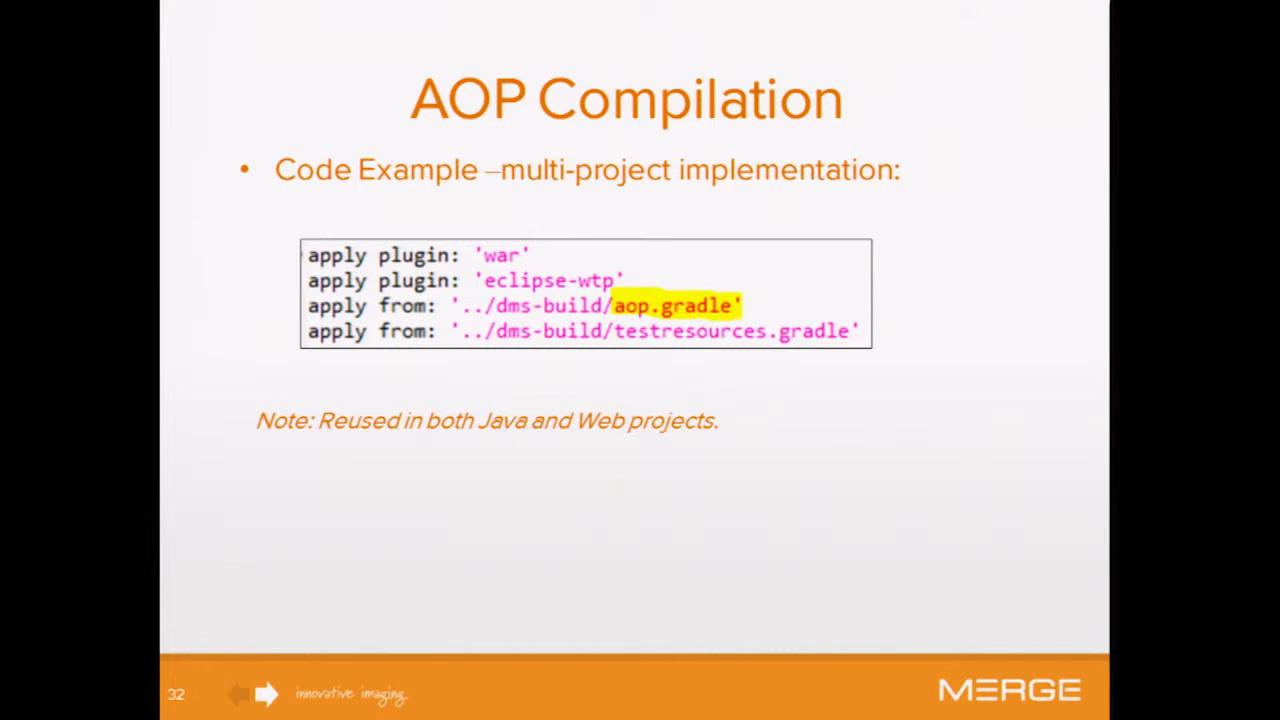 AOP Compilation
• Code Example –multi-project implementation:
apply plugin: 'war'
apply plugin: 'eclipse-wtp'
apply from: '../dms-build/aop.gradle'
apply from: '../dms-build/testresources.gradle'
Note: Reused in both Java and Web projects.
32
innovative imaging.
MERGE